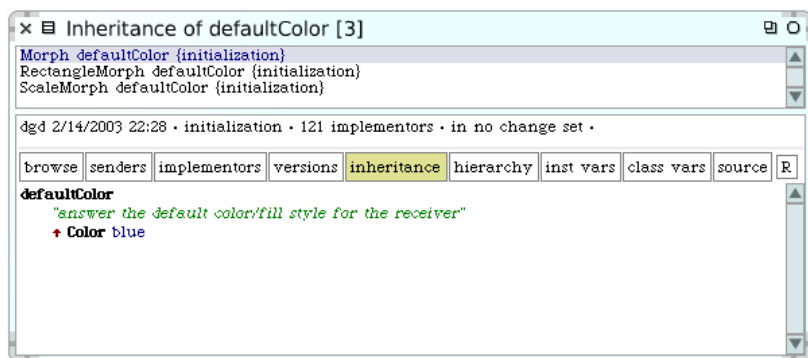 Inheritance of defaultColor [3]
Morph defaultColor {initialization}
RectangleMorph defaultColor {initialization}
ScaleMorph defaultColor {initialization}
dgd 2/14/2003 22:28 · initialization · 121 implementors · in no change set ·
browse senders implementors versions inheritance hierarchy inst vars class vars source R
defaultColor
"answer the default color/fill style for the receiver"
↑ Color blue